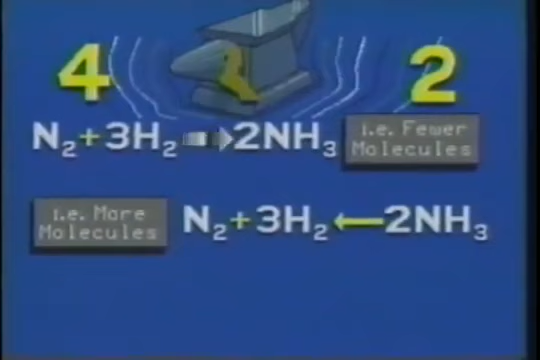 4 2
N₂+3H₂ → 2NH₃
i.e. Fewer
Molecules
i.e. More
Molecules
N₂+3H₂ ← 2NH₃